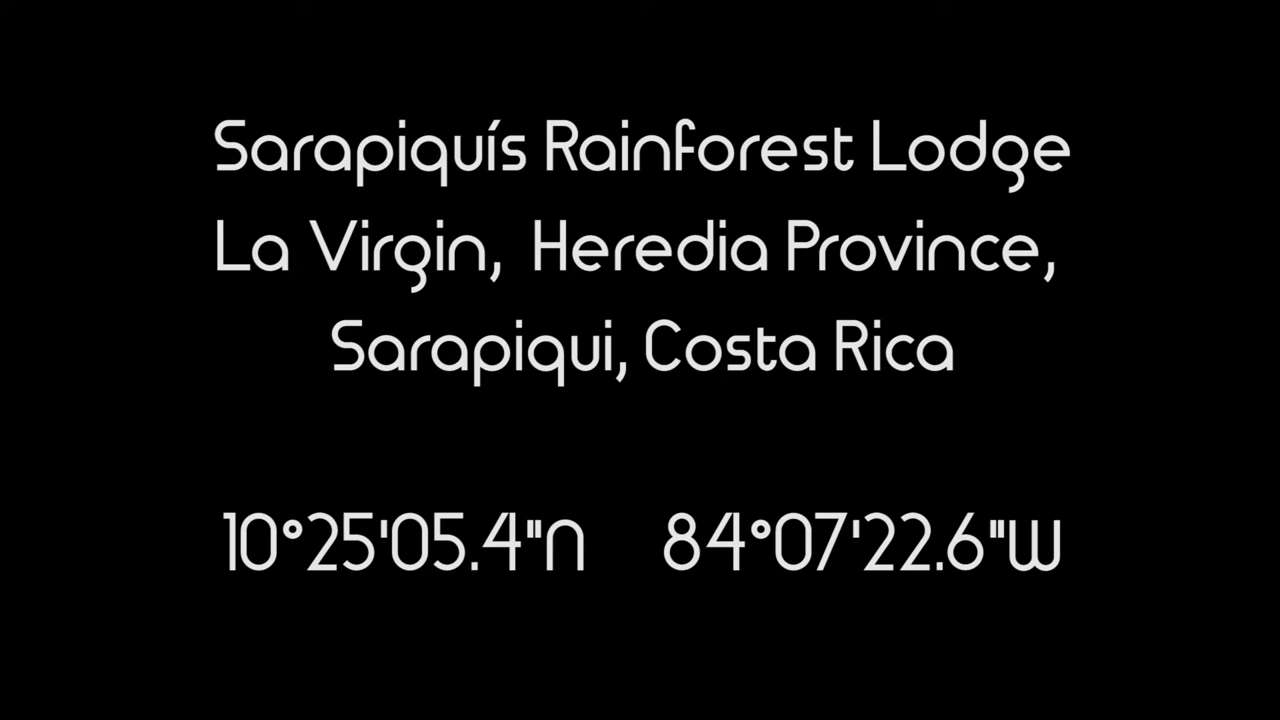 Sarapiquís Rainforest Lodge
La Virgin, Heredia Province,
Sarapiqui, Costa Rica
10°25'05.4"N 84°07'22.6"W